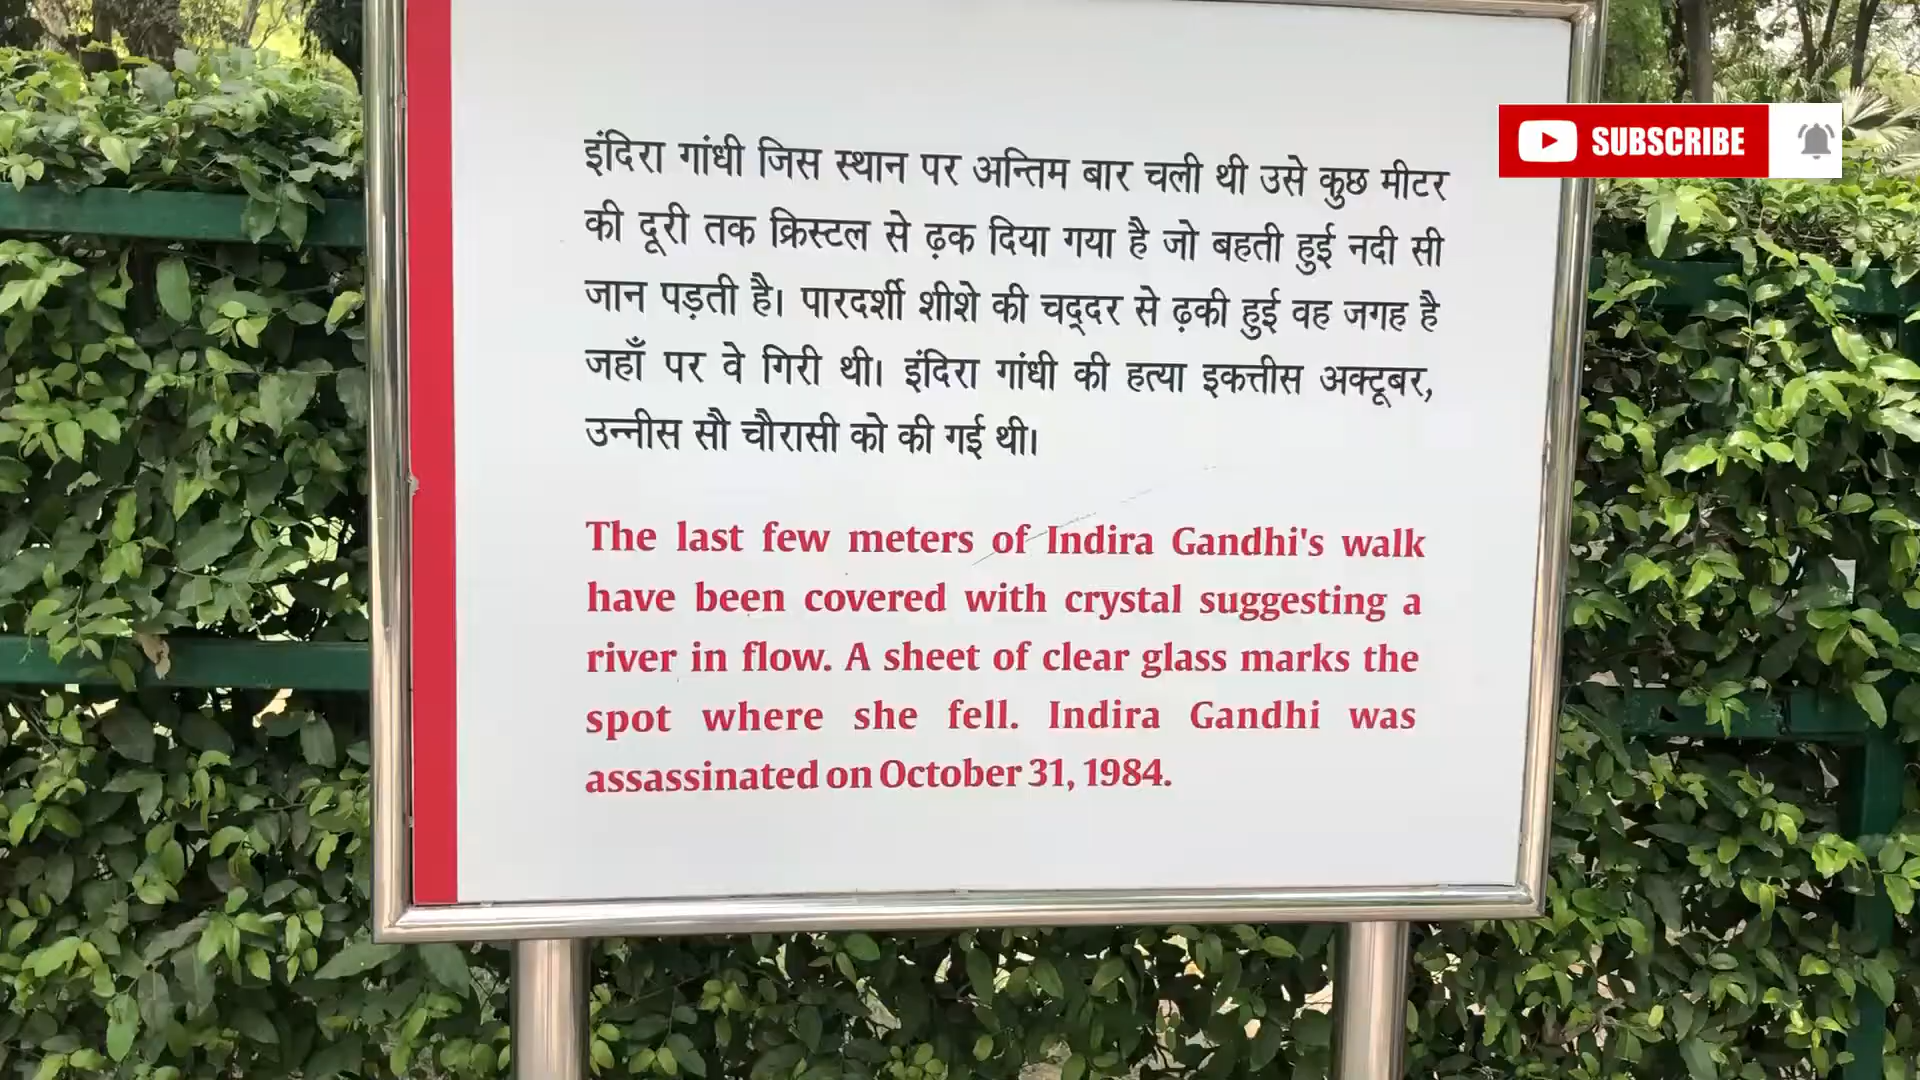 इंदिरा गांधी जिस स्थान पर अन्तिम बार चली थी उसे कुछ मीटर
की दूरी तक क्रिस्टल से ढ़क दिया गया है जो बहती हुई नदी सी
जान पड़ती है। पारदर्शी शीशे की चद्दर से ढ़की हुई वह जगह है
जहाँ पर वे गिरी थी। इंदिरा गांधी की हत्या इकत्तीस अक्टूबर,
उन्नीस सौ चौरासी को की गई थी।
The last few meters of Indira Gandhi's walk
have been covered with crystal suggesting a
river in flow. A sheet of clear glass marks the
spot where she fell. Indira Gandhi was
assassinated on October 31, 1984.
SUBSCRIBE